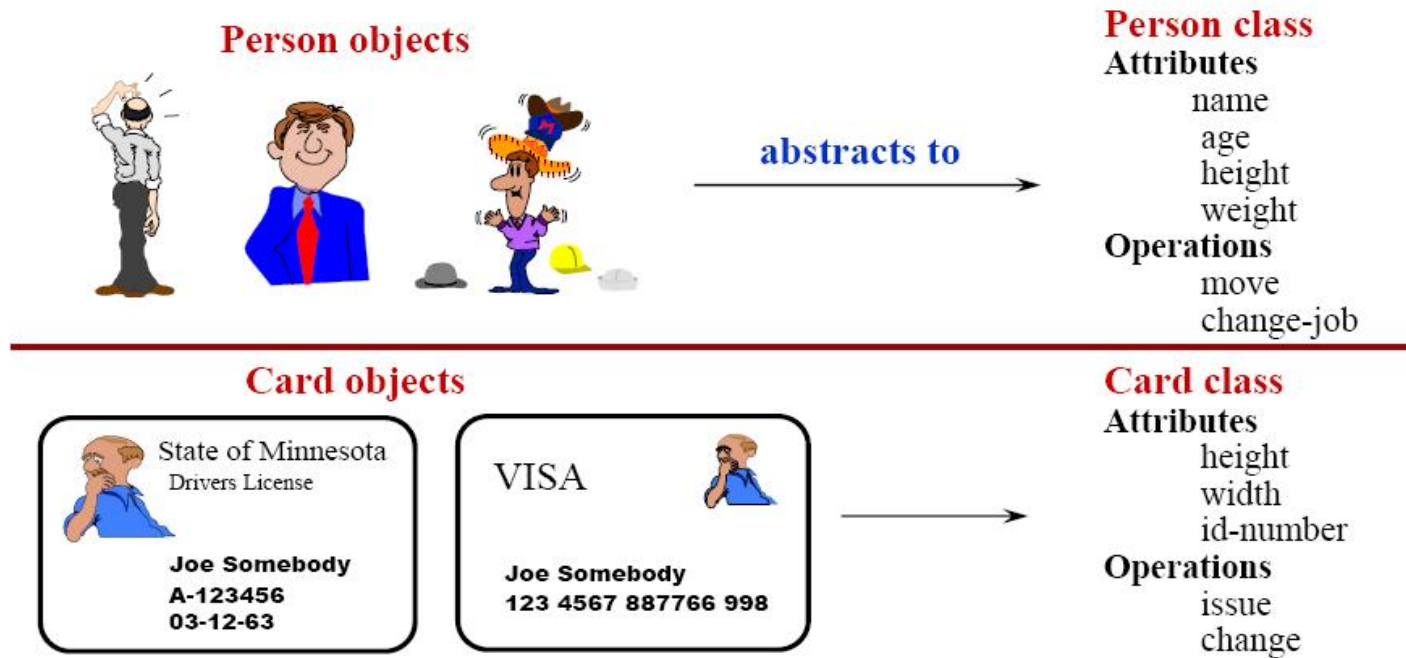 Person objects
M
abstracts to
Person class
Attributes
name
age
height
weight
Operations
move
change-job
Card objects
State of Minnesota
Drivers License
Joe Somebody
A-123456
03-12-63
VISA
Joe Somebody
123 4567 887766 998
Card class
Attributes
height
width
id-number
Operations
issue
change